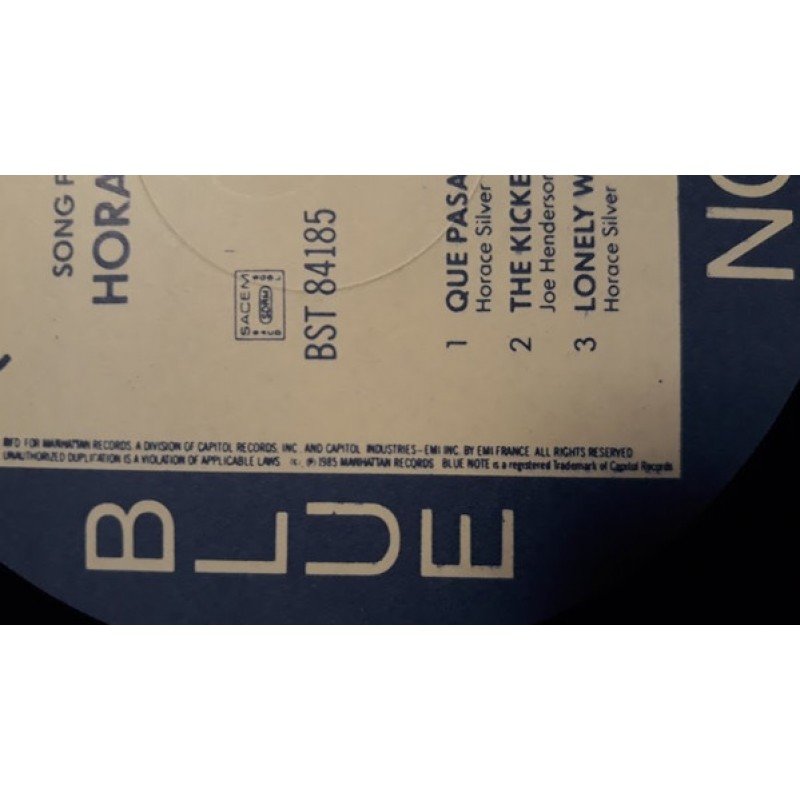 SONG F
HORA
SACEM
SDRM
BST 84185
1 QUE PASA
Horace Silver
2 THE KICKE
Joe Henderson
3 LONELY W
Horace Silver
FOR MANHATTAN RECORDS, A DIVISION OF CAPITOL RECORDS, INC. AND CAPITOL INDUSTRIES-EMI INC. BY EMI FRANCE. ALL RIGHTS RESERVED
UNAUTHORIZED DUPLICATION IS A VIOLATION OF APPLICABLE LAWS ℗ 1985 MANHATTAN RECORDS BLUE NOTE is a registered Trademark of Capitol Records
BLUE
NO